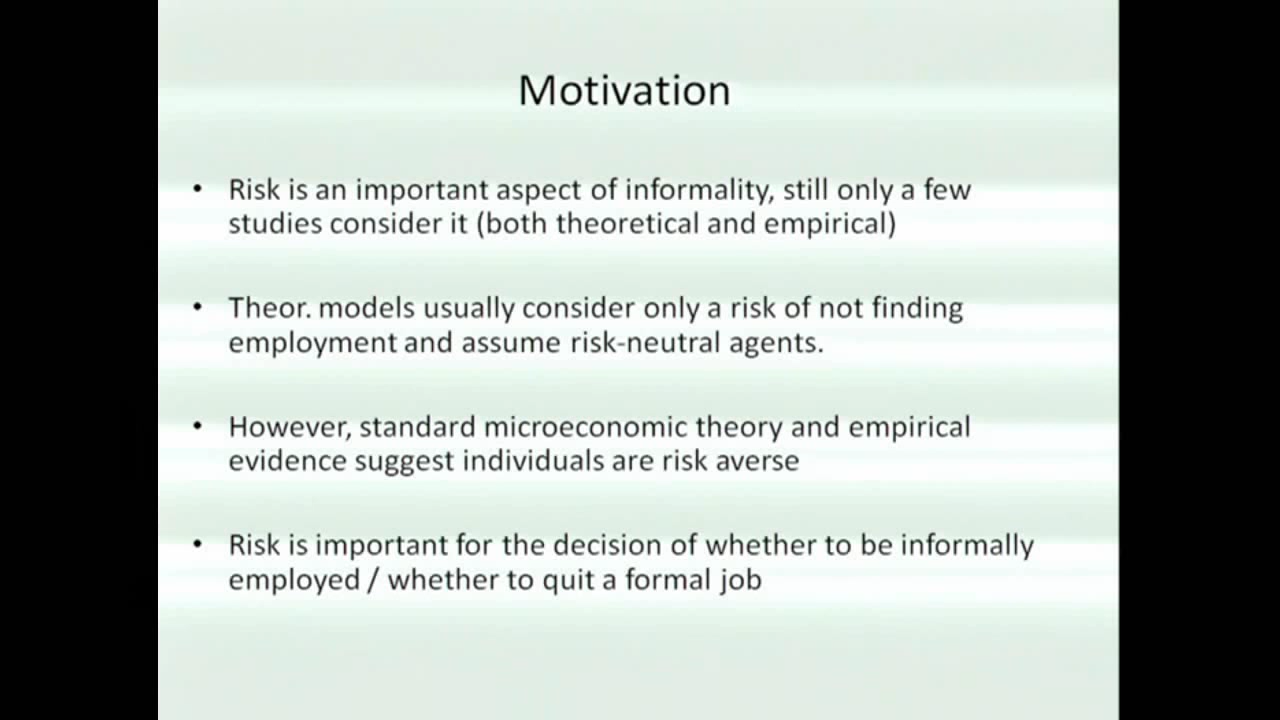 Motivation
• Risk is an important aspect of informality, still only a few
studies consider it (both theoretical and empirical)
• Theor. models usually consider only a risk of not finding
employment and assume risk-neutral agents.
• However, standard microeconomic theory and empirical
evidence suggest individuals are risk averse
• Risk is important for the decision of whether to be informally
employed / whether to quit a formal job